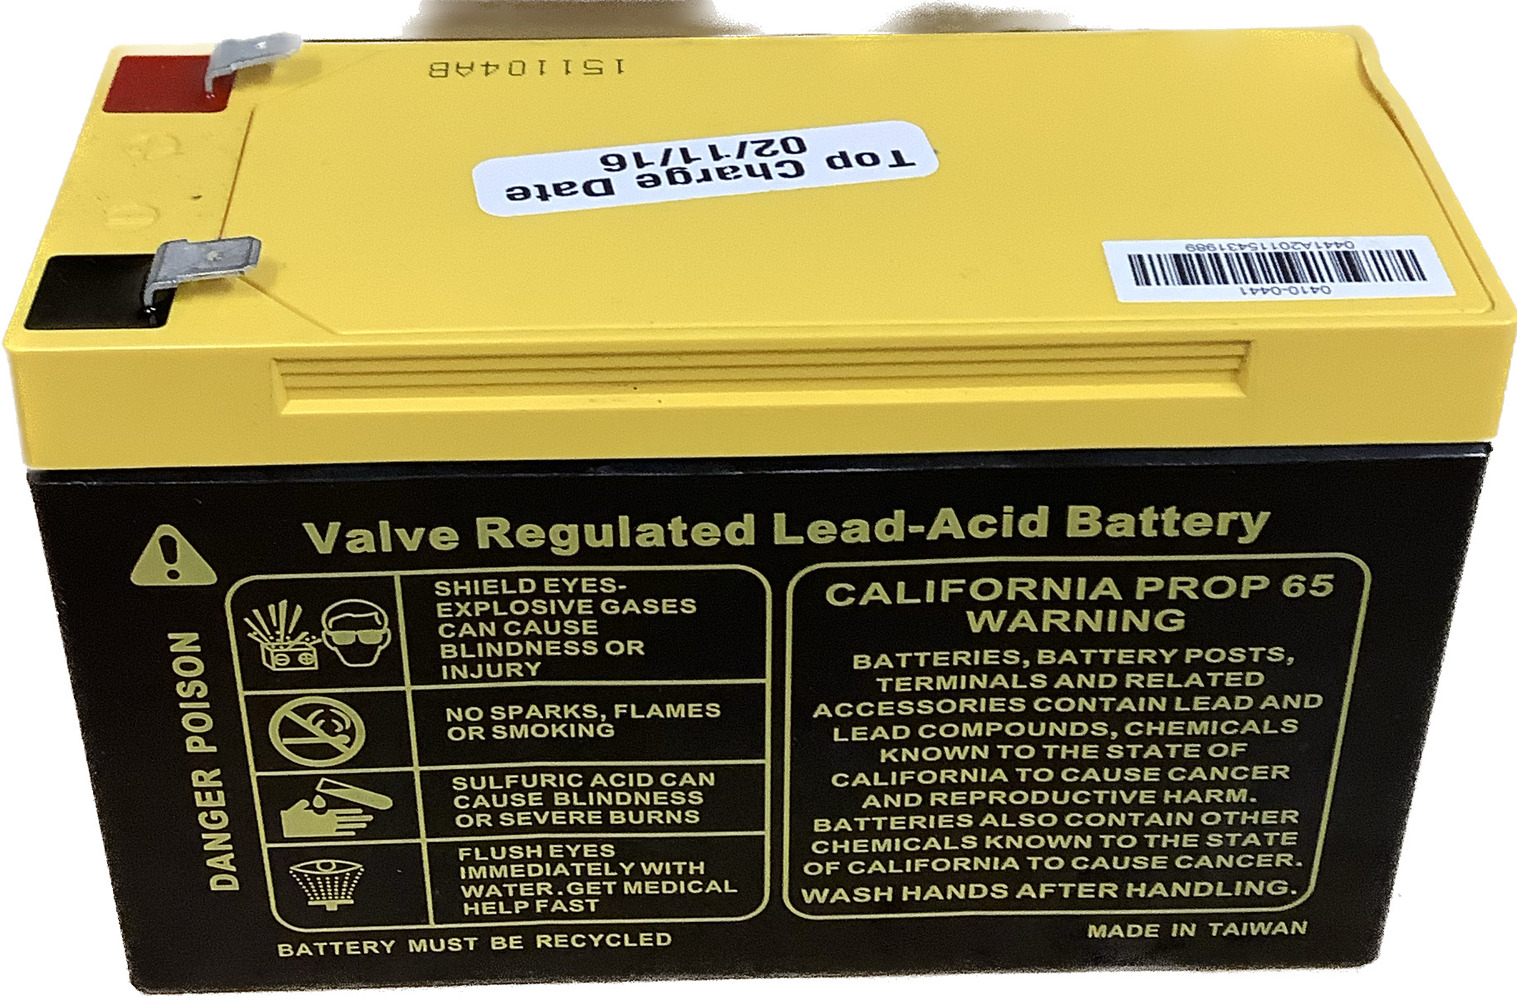 151104AB
Top Charge Date
02/11/16
0410-0441
0441A20115431989
Valve Regulated Lead-Acid Battery
DANGER POISON
SHIELD EYES-
EXPLOSIVE GASES
CAN CAUSE
BLINDNESS OR
INJURY
NO SPARKS, FLAMES
OR SMOKING
SULFURIC ACID CAN
CAUSE BLINDNESS
OR SEVERE BURNS
FLUSH EYES
IMMEDIATELY WITH
WATER.GET MEDICAL
HELP FAST
CALIFORNIA PROP 65
WARNING
BATTERIES, BATTERY POSTS,
TERMINALS AND RELATED
ACCESSORIES CONTAIN LEAD AND
LEAD COMPOUNDS, CHEMICALS
KNOWN TO THE STATE OF
CALIFORNIA TO CAUSE CANCER
AND REPRODUCTIVE HARM.
BATTERIES ALSO CONTAIN OTHER
CHEMICALS KNOWN TO THE STATE
OF CALIFORNIA TO CAUSE CANCER.
WASH HANDS AFTER HANDLING.
BATTERY MUST BE RECYCLED
MADE IN TAIWAN